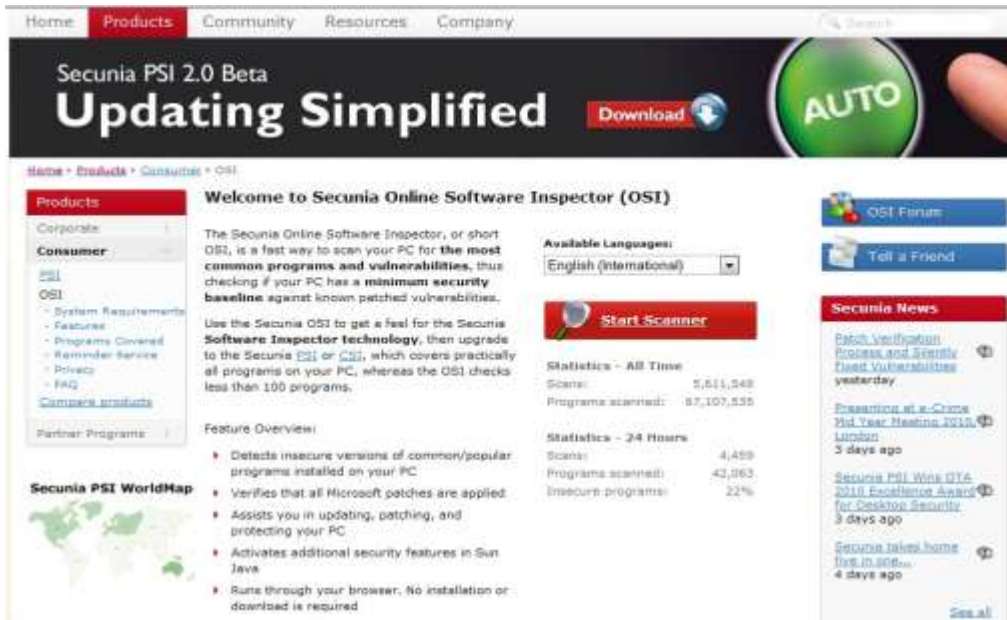 Home Products Community Resources Company
Search
Secunia PSI 2.0 Beta
Updating Simplified
Download
AUTO
Home • Products • Consumer • OSI
Products
Corporate
Consumer
PSI
OSI
- System Requirements
- Features
- Programs Covered
- Reminder Service
- Privacy
- FAQ
Compare products
Partner Programs
Secunia PSI WorldMap
Welcome to Secunia Online Software Inspector (OSI)
The Secunia Online Software Inspector, or short
OSI, is a fast way to scan your PC for the most
common programs and vulnerabilities, thus
checking if your PC has a minimum security
baseline against known patched vulnerabilities.
Use the Secunia OSI to get a feel for the Secunia
Software Inspector technology, then upgrade
to the Secunia PSI or CSI, which covers practically
all programs on your PC, whereas the OSI checks
less than 100 programs.
Feature Overview:
Detects insecure versions of common/popular
programs installed on your PC
Verifies that all Microsoft patches are applied
Assists you in updating, patching, and
protecting your PC
Activates additional security features in Sun
Java
Runs through your browser. No installation or
download is required
Available Languages:
English (International)
Start Scanner
Statistics - All Time
Scans: 5,611,548
Programs scanned: 87,107,535
Statistics - 24 Hours
Scans: 4,459
Programs scanned: 42,063
Insecure programs: 22%
OSI Forum
Tell a Friend
Secunia News
Patch Verification
Process and Silently
Fixed Vulnerabilities
yesterday
Presenting at e-Crime
Mid Year Meeting 2010,
London
3 days ago
Secunia PSI Wins OTA
2010 Excellence Award
for Desktop Security
3 days ago
Secunia takes home
five in one...
4 days ago
See all